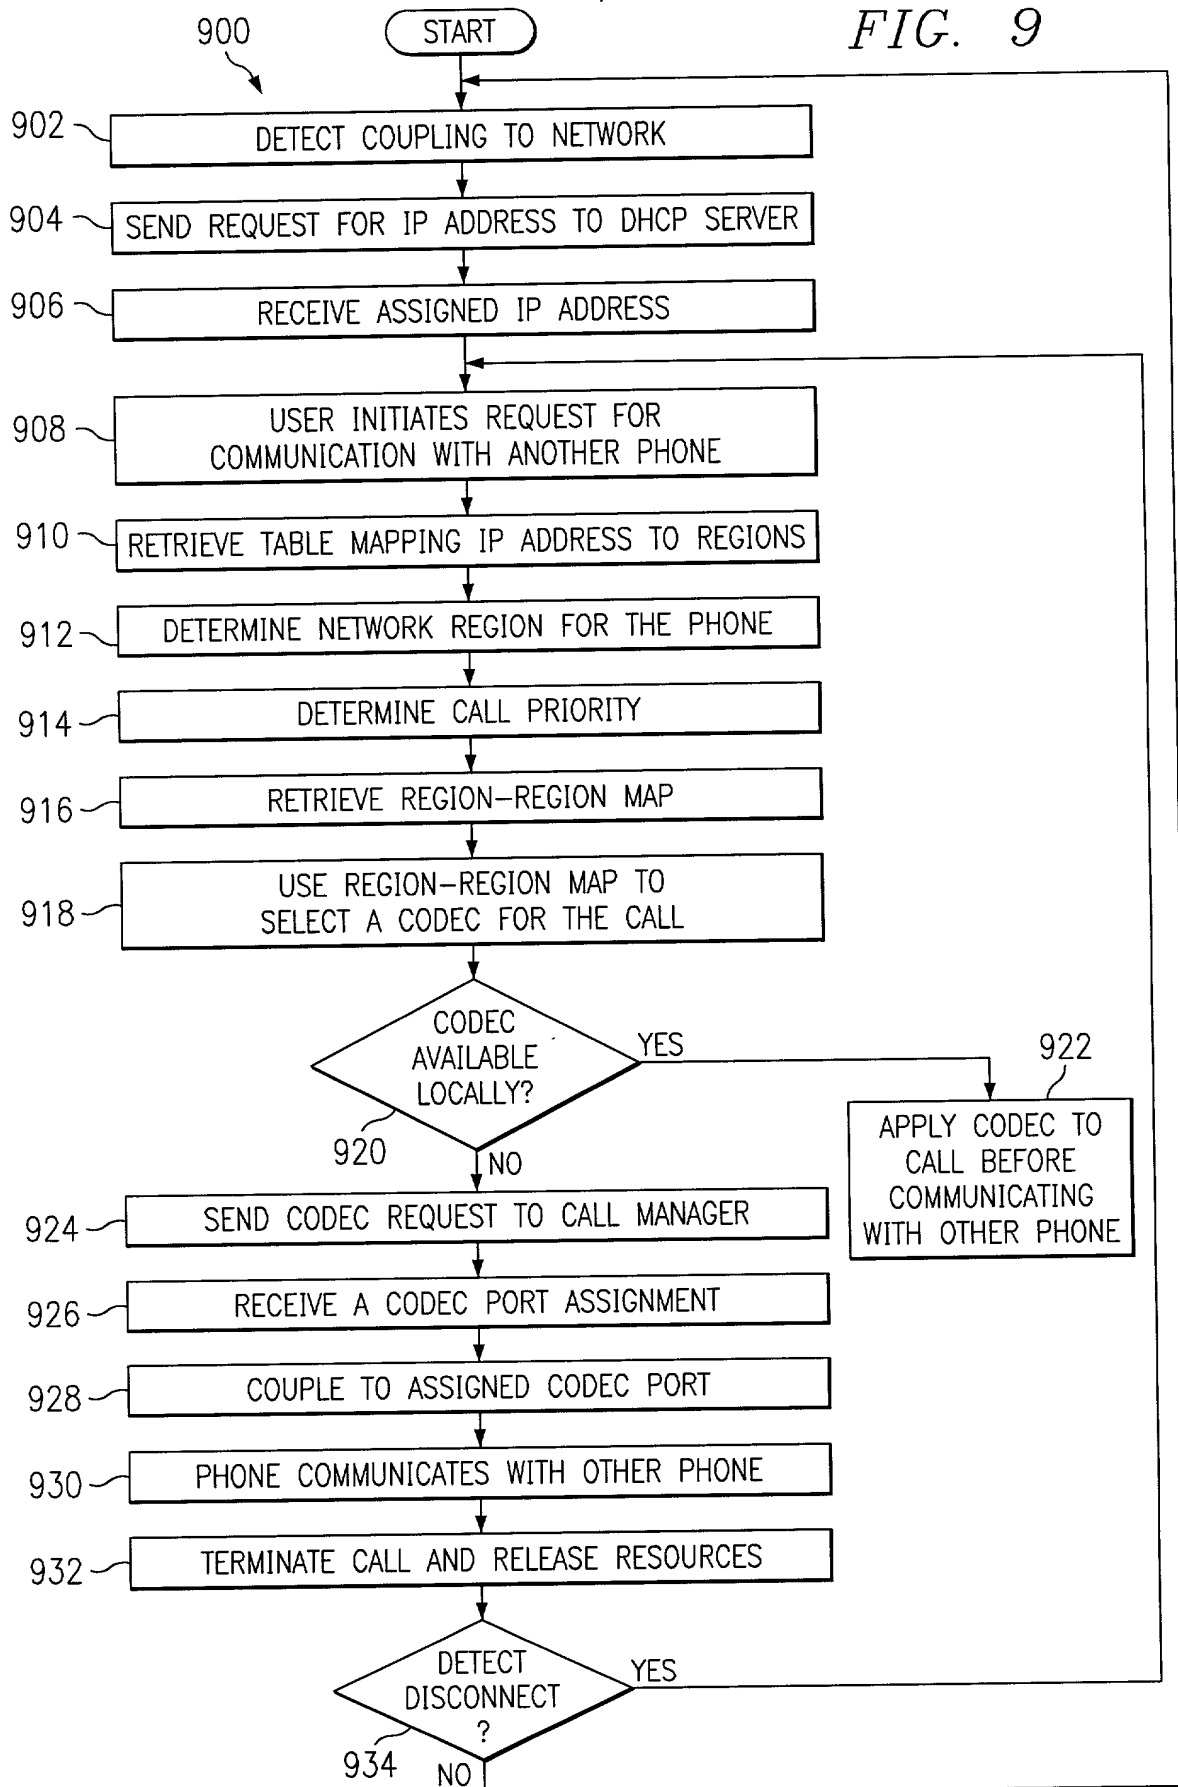 FIG. 9
900
START
902
DETECT COUPLING TO NETWORK
904
SEND REQUEST FOR IP ADDRESS TO DHCP SERVER
906
RECEIVE ASSIGNED IP ADDRESS
908
USER INITIATES REQUEST FOR
COMMUNICATION WITH ANOTHER PHONE
910
RETRIEVE TABLE MAPPING IP ADDRESS TO REGIONS
912
DETERMINE NETWORK REGION FOR THE PHONE
914
DETERMINE CALL PRIORITY
916
RETRIEVE REGION-REGION MAP
918
USE REGION-REGION MAP TO
SELECT A CODEC FOR THE CALL
CODEC
AVAILABLE
LOCALLY?
920
YES
922
APPLY CODEC TO
CALL BEFORE
COMMUNICATING
WITH OTHER PHONE
NO
924
SEND CODEC REQUEST TO CALL MANAGER
926
RECEIVE A CODEC PORT ASSIGNMENT
928
COUPLE TO ASSIGNED CODEC PORT
930
PHONE COMMUNICATES WITH OTHER PHONE
932
TERMINATE CALL AND RELEASE RESOURCES
DETECT
DISCONNECT
?
934
YES
NO